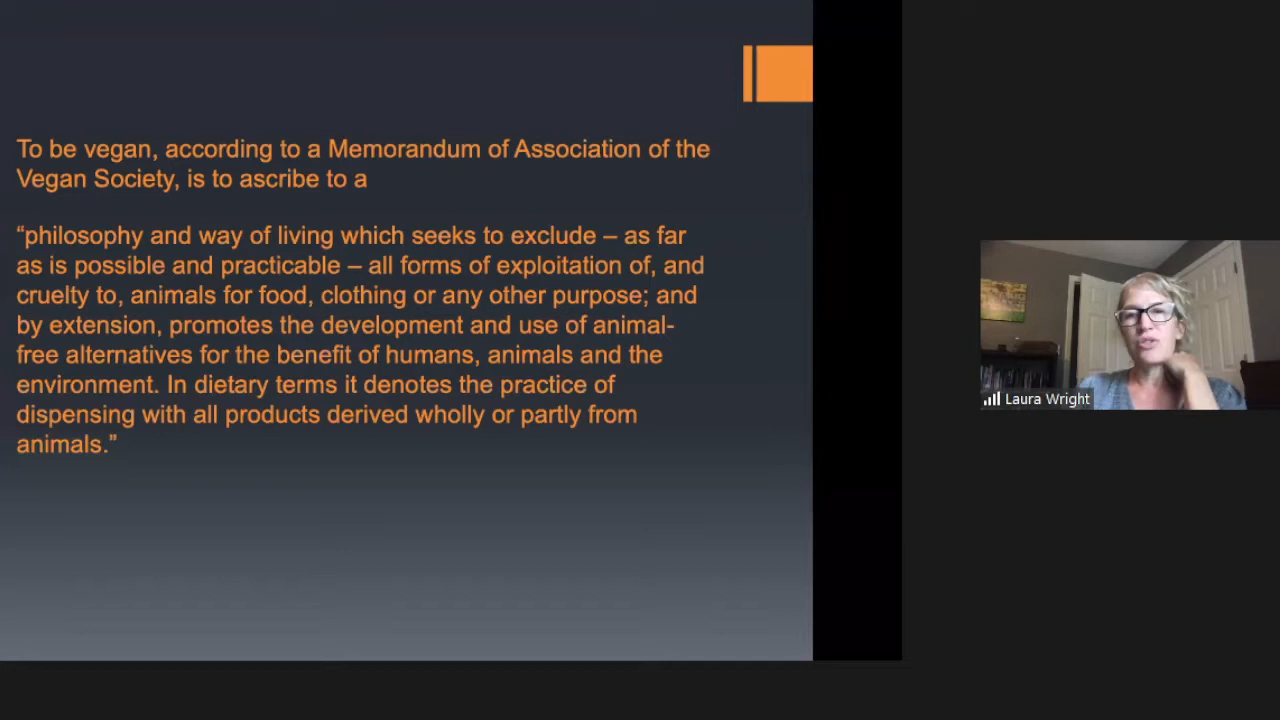 To be vegan, according to a Memorandum of Association of the
Vegan Society, is to ascribe to a
“philosophy and way of living which seeks to exclude – as far
as is possible and practicable – all forms of exploitation of, and
cruelty to, animals for food, clothing or any other purpose; and
by extension, promotes the development and use of animal-
free alternatives for the benefit of humans, animals and the
environment. In dietary terms it denotes the practice of
dispensing with all products derived wholly or partly from
animals.”
Laura Wright